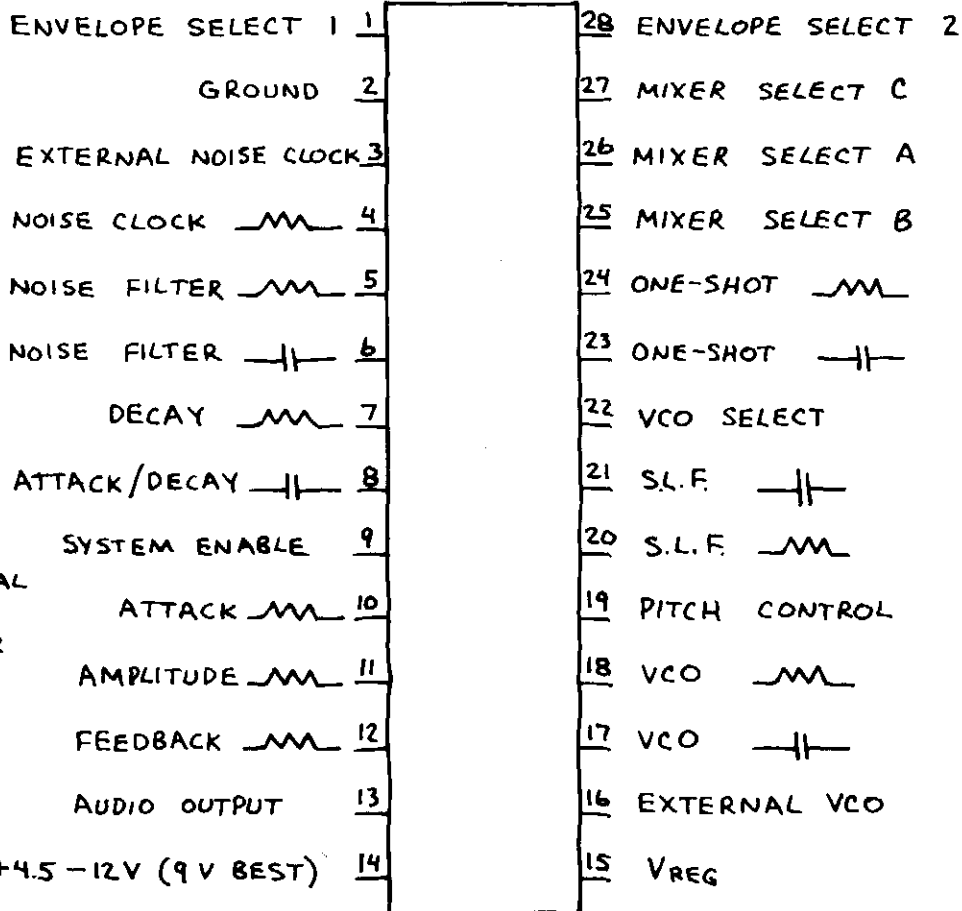 ENVELOPE SELECT 1 1
28 ENVELOPE SELECT 2
GROUND 2
27 MIXER SELECT C
EXTERNAL NOISE CLOCK 3
26 MIXER SELECT A
NOISE CLOCK 4
25 MIXER SELECT B
NOISE FILTER 5
24 ONE-SHOT
NOISE FILTER 6
23 ONE-SHOT
DECAY 7
22 VCO SELECT
ATTACK/DECAY 8
21 S.L.F.
SYSTEM ENABLE 9
20 S.L.F.
AL
ATTACK 10
19 PITCH CONTROL
R
AMPLITUDE 11
18 VCO
FEEDBACK 12
17 VCO
AUDIO OUTPUT 13
16 EXTERNAL VCO
+4.5-12V (9 V BEST) 14
15 VREG